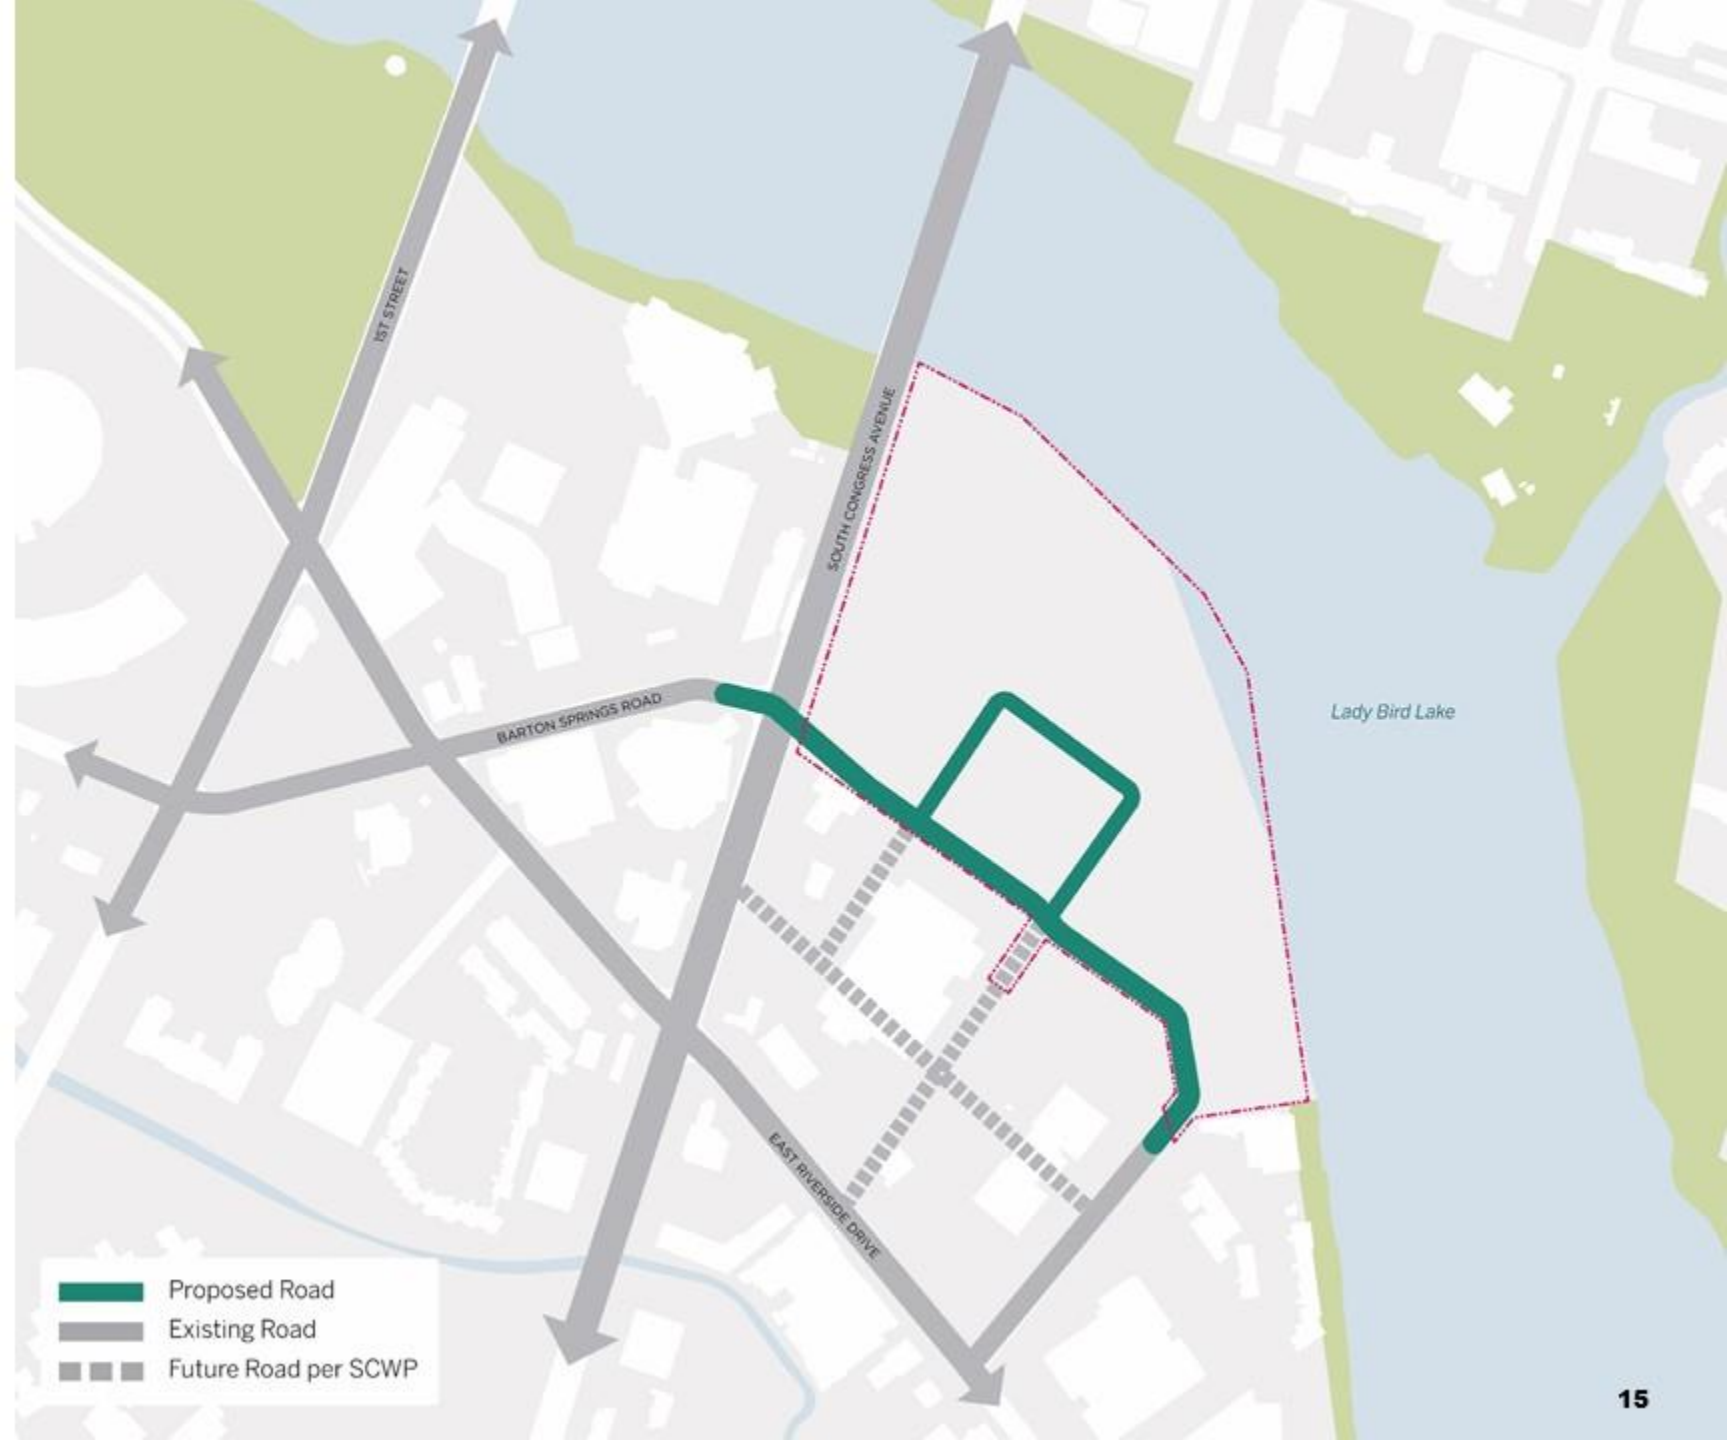 1ST STREET
SOUTH CONGRESS AVENUE
BARTON SPRINGS ROAD
Lady Bird Lake
EAST RIVERSIDE DRIVE
Proposed Road
Existing Road
Future Road per SCWP
15